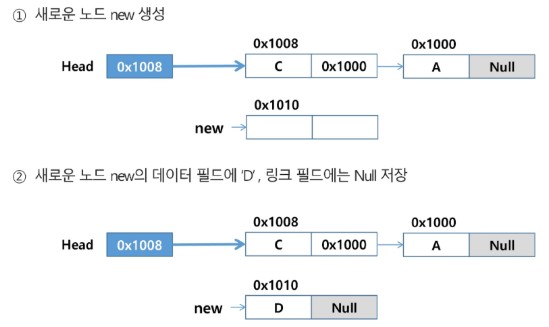 ① 새로운 노드 new 생성
0x1008 0x1000
Head 0x1008 C 0x1000 A Null
0x1010
new
② 새로운 노드 new의 데이터 필드에 ‘D’, 링크 필드에는 Null 저장
0x1008 0x1000
Head 0x1008 C 0x1000 A Null
0x1010
new D Null